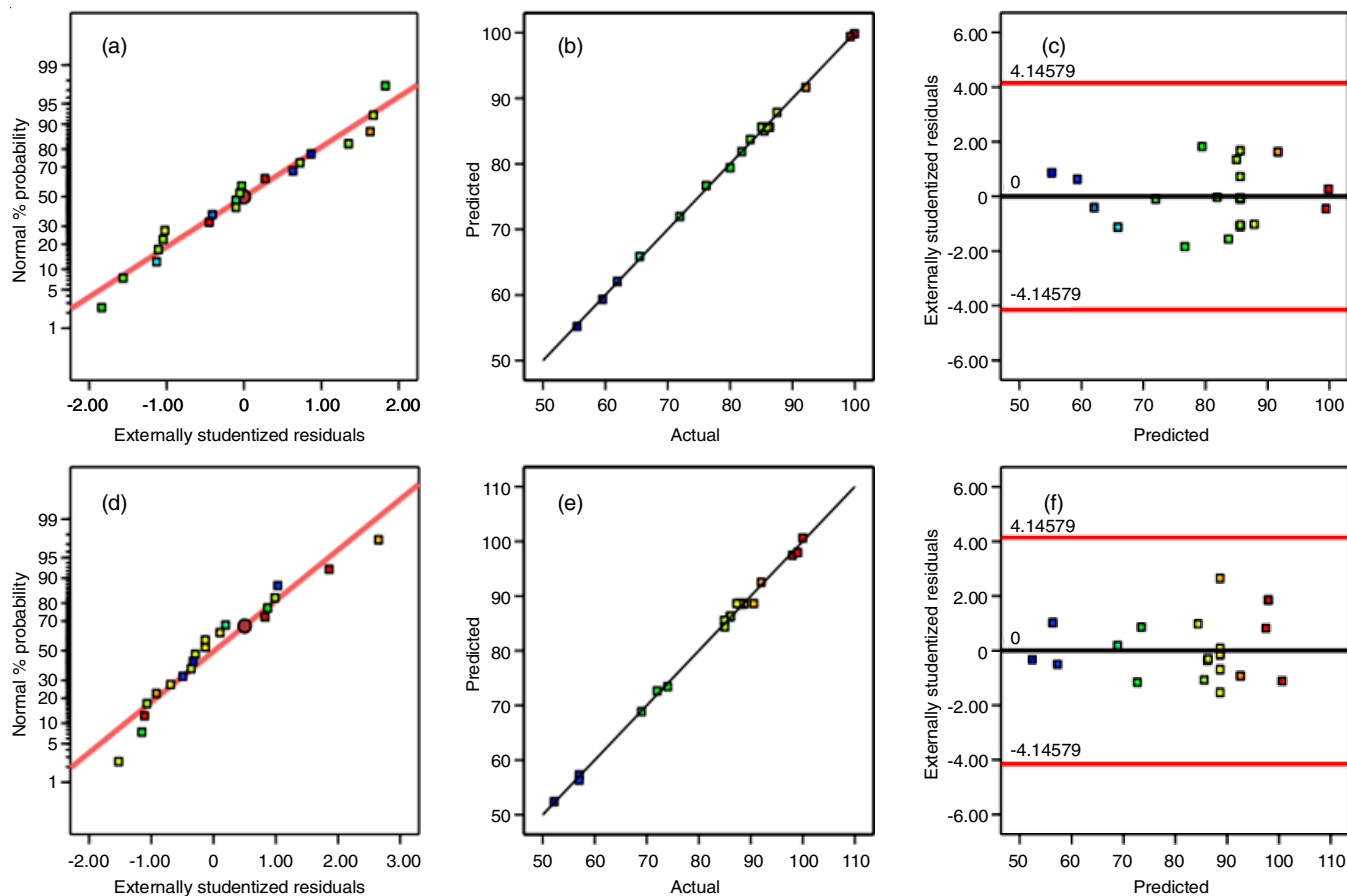 (a)
Normal % probability
99
95
90
80
70
50
30
20
10
5
1
-2.00 -1.00 0 1.00 2.00
Externally studentized residuals
(b)
Predicted
100
90
80
70
60
50
50 60 70 80 90 100
Actual
(c)
Externally studentized residuals
6.00
4.00
2.00
0
-2.00
-4.00
-6.00
4.14579
0
-4.14579
50 60 70 80 90 100
Predicted
(d)
Normal % probability
99
95
90
80
70
50
30
20
10
5
1
-2.00 -1.00 0 1.00 2.00 3.00
Externally studentized residuals
(e)
Predicted
110
100
90
80
70
60
50
50 60 70 80 90 100 110
Actual
(f)
Externally studentized residuals
6.00
4.00
2.00
0
-2.00
-4.00
-6.00
4.14579
0
-4.14579
50 60 70 80 90 100 110
Predicted